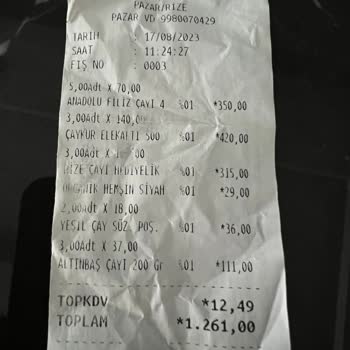 PAZAR/RİZE
PAZAR VD 9980070429
TARİH : 17/08/2023
SAAT : 11:24:27
FİŞ NO : 0003
5,00Adt X 70,00
ANADOLU FİLİZ ÇAYI 4 %01 *350,00
3,00Adt X 140,00
ÇAYKUR ELEKALTI 500 %01 *420,00
3,00Adt X
RİZE ÇAYI HEDİYELİK %01 *315,00
ORGANİK HEMŞİN SİYAH %01 *29,00
2,00Adt X 18,00
YEŞİL ÇAY SÜZ. POŞ. %01 *36,00
3,00Adt X 37,00
ALTINBAŞ ÇAYI 200 Gr %01 *111,00
TOPKDV *12,49
TOPLAM *1.261,00